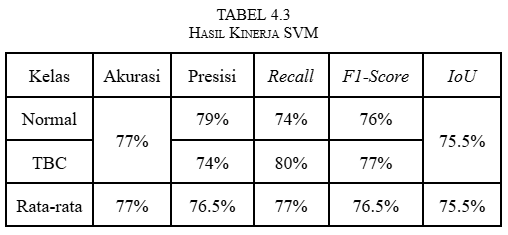 TABEL 4.3
HASIL KINERJA SVM
Kelas Akurasi Presisi Recall F1-Score IoU
Normal 77% 79% 74% 76% 75.5%
TBC 74% 80% 77%
Rata-rata 77% 76.5% 77% 76.5% 75.5%